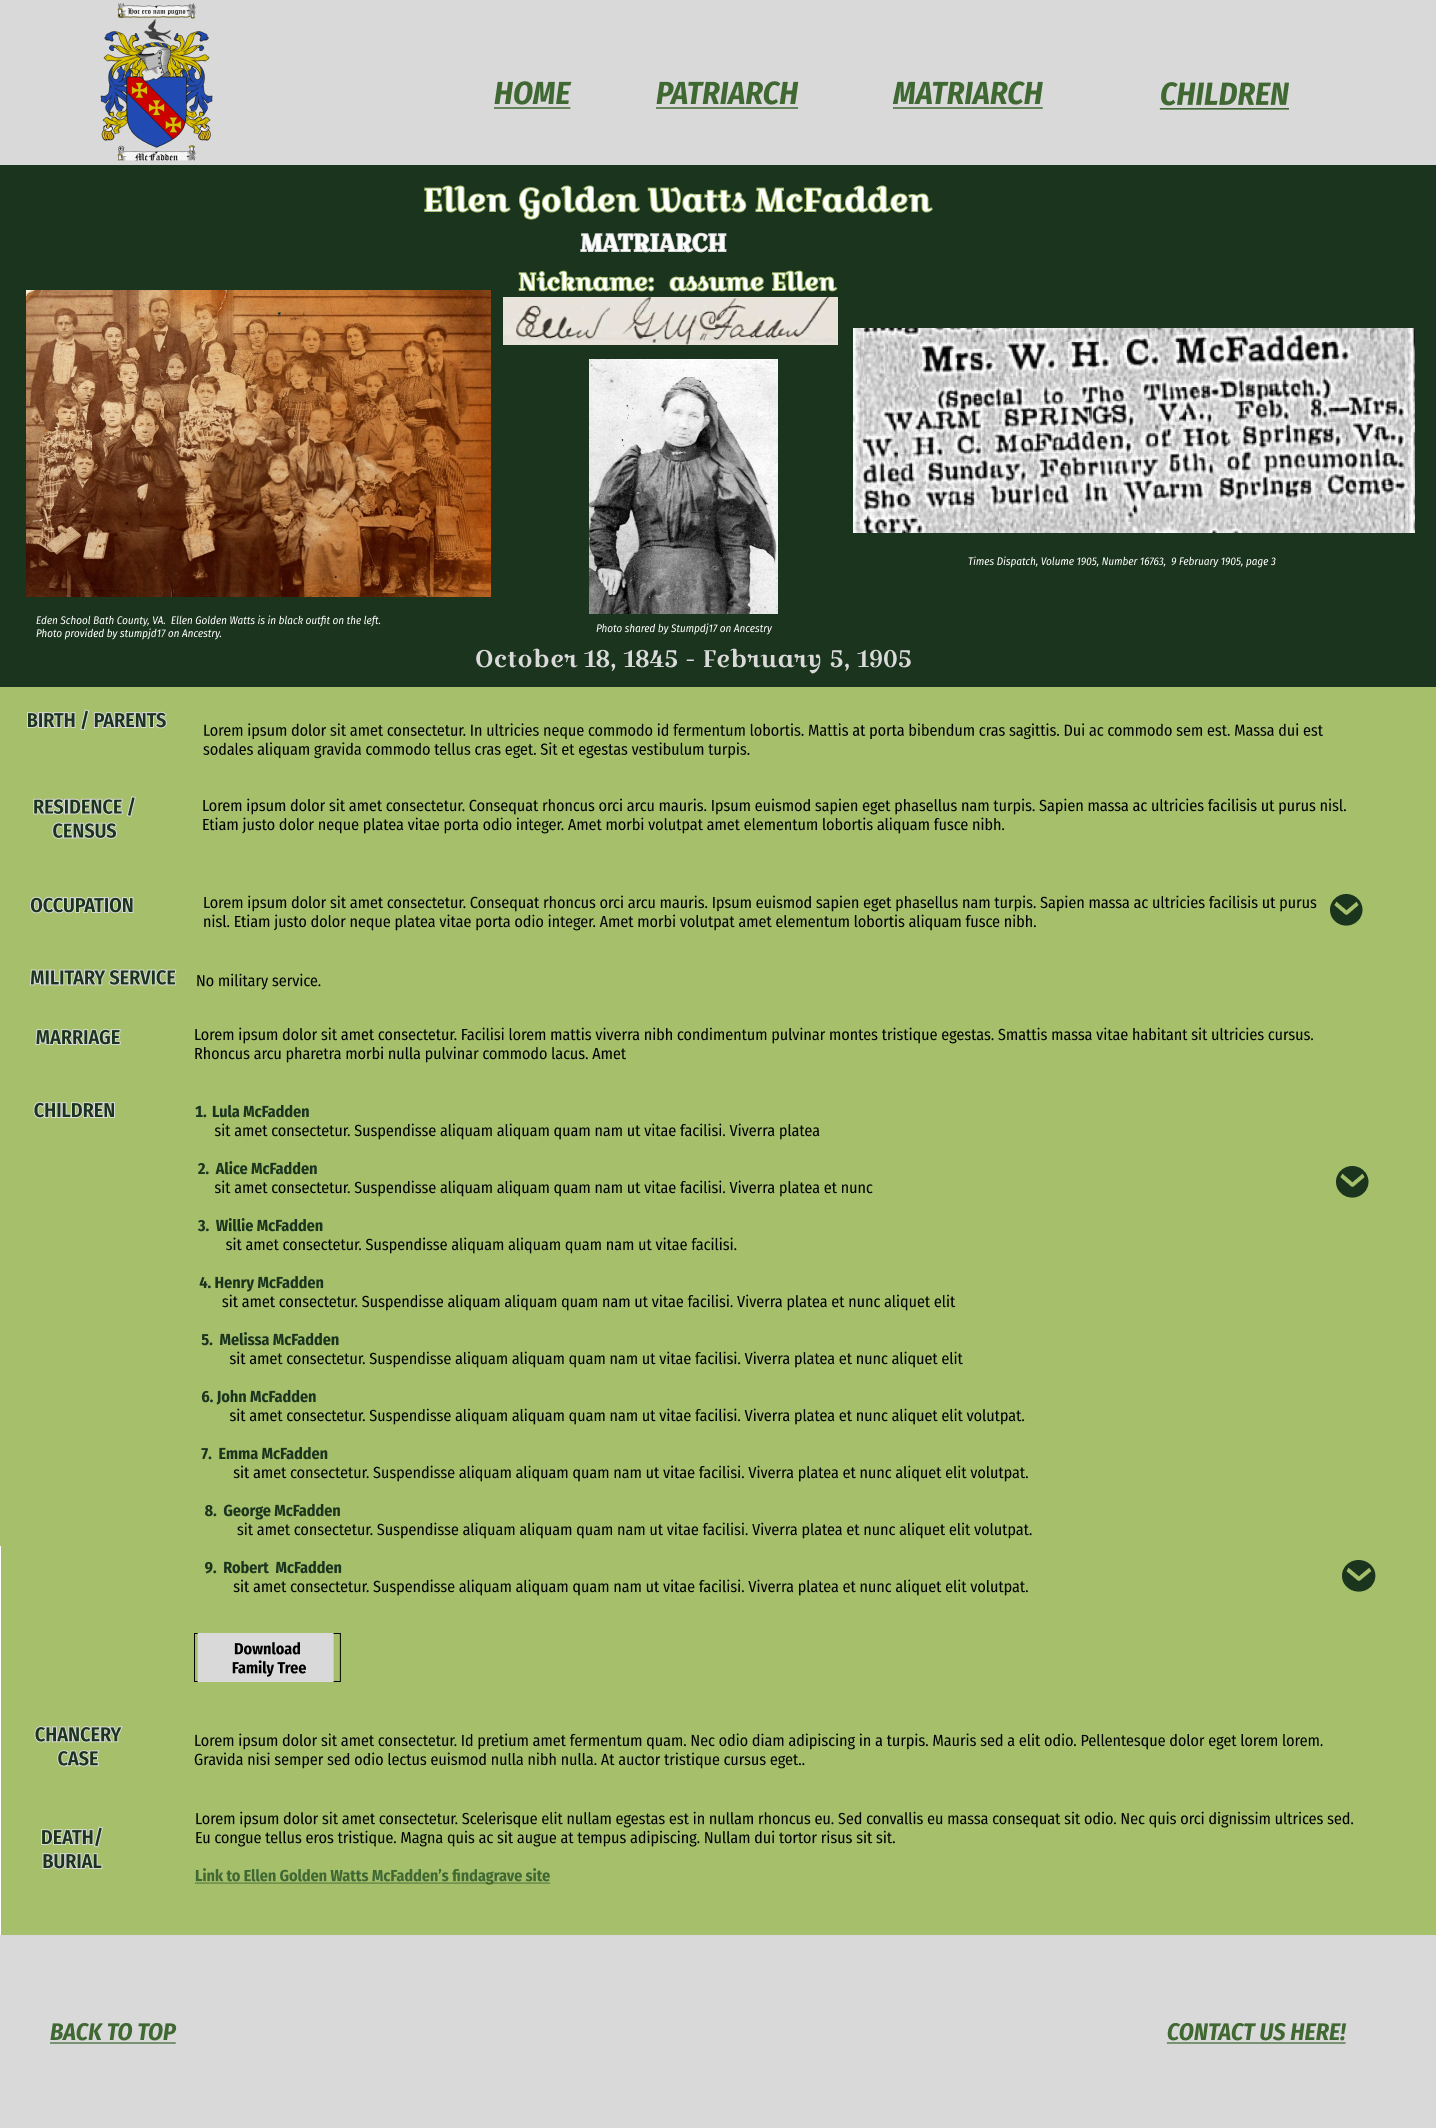 Hoc ero nam pugno
McFadden
HOME
PATRIARCH
MATRIARCH
CHILDREN
Ellen Golden Watts McFadden
MATRIARCH
Nickname:  assume Ellen
Ellen G. McFadden
Mrs. W. H. C. McFadden.
(Special to The Times-Dispatch.)
WARM SPRINGS, VA., Feb. 8.—Mrs.
W. H. C. McFadden, of Hot Springs, Va.,
died Sunday, February 5th, of pneumonia.
She was buried in Warm Springs Ceme-
tery.
Times Dispatch, Volume 1905, Number 16763,  9 February 1905, page 3
Eden School Bath County, VA.  Ellen Golden Watts is in black outfit on the left.
Photo provided by stumpjd17 on Ancestry.
Photo shared by Stumpdj17 on Ancestry
October 18, 1845 - February 5, 1905
BIRTH / PARENTS
Lorem ipsum dolor sit amet consectetur. In ultricies neque commodo id fermentum lobortis. Mattis at porta bibendum cras sagittis. Dui ac commodo sem est. Massa dui est
sodales aliquam gravida commodo tellus cras eget. Sit et egestas vestibulum turpis.
RESIDENCE /
CENSUS
Lorem ipsum dolor sit amet consectetur. Consequat rhoncus orci arcu mauris. Ipsum euismod sapien eget phasellus nam turpis. Sapien massa ac ultricies facilisis ut purus nisl.
Etiam justo dolor neque platea vitae porta odio integer. Amet morbi volutpat amet elementum lobortis aliquam fusce nibh.
OCCUPATION
Lorem ipsum dolor sit amet consectetur. Consequat rhoncus orci arcu mauris. Ipsum euismod sapien eget phasellus nam turpis. Sapien massa ac ultricies facilisis ut purus
nisl. Etiam justo dolor neque platea vitae porta odio integer. Amet morbi volutpat amet elementum lobortis aliquam fusce nibh.
MILITARY SERVICE
No military service.
MARRIAGE
Lorem ipsum dolor sit amet consectetur. Facilisi lorem mattis viverra nibh condimentum pulvinar montes tristique egestas. Smattis massa vitae habitant sit ultricies cursus.
Rhoncus arcu pharetra morbi nulla pulvinar commodo lacus. Amet
CHILDREN
1.  Lula McFadden
sit amet consectetur. Suspendisse aliquam aliquam quam nam ut vitae facilisi. Viverra platea
2.  Alice McFadden
sit amet consectetur. Suspendisse aliquam aliquam quam nam ut vitae facilisi. Viverra platea et nunc
3.  Willie McFadden
sit amet consectetur. Suspendisse aliquam aliquam quam nam ut vitae facilisi.
4. Henry McFadden
sit amet consectetur. Suspendisse aliquam aliquam quam nam ut vitae facilisi. Viverra platea et nunc aliquet elit
5.  Melissa McFadden
sit amet consectetur. Suspendisse aliquam aliquam quam nam ut vitae facilisi. Viverra platea et nunc aliquet elit
6. John McFadden
sit amet consectetur. Suspendisse aliquam aliquam quam nam ut vitae facilisi. Viverra platea et nunc aliquet elit volutpat.
7.  Emma McFadden
sit amet consectetur. Suspendisse aliquam aliquam quam nam ut vitae facilisi. Viverra platea et nunc aliquet elit volutpat.
8.  George McFadden
sit amet consectetur. Suspendisse aliquam aliquam quam nam ut vitae facilisi. Viverra platea et nunc aliquet elit volutpat.
9.  Robert  McFadden
sit amet consectetur. Suspendisse aliquam aliquam quam nam ut vitae facilisi. Viverra platea et nunc aliquet elit volutpat.
Download
Family Tree
CHANCERY
CASE
Lorem ipsum dolor sit amet consectetur. Id pretium amet fermentum quam. Nec odio diam adipiscing in a turpis. Mauris sed a elit odio. Pellentesque dolor eget lorem lorem.
Gravida nisi semper sed odio lectus euismod nulla nibh nulla. At auctor tristique cursus eget..
DEATH/
BURIAL
Lorem ipsum dolor sit amet consectetur. Scelerisque elit nullam egestas est in nullam rhoncus eu. Sed convallis eu massa consequat sit odio. Nec quis orci dignissim ultrices sed.
Eu congue tellus eros tristique. Magna quis ac sit augue at tempus adipiscing. Nullam dui tortor risus sit sit.
Link to Ellen Golden Watts McFadden’s findagrave site
BACK TO TOP
CONTACT US HERE!